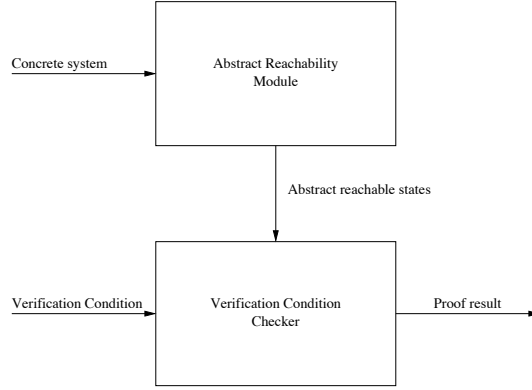 Concrete system
Abstract Reachability
Module
Abstract reachable states
Verification Condition
Verification Condition
Checker
Proof result